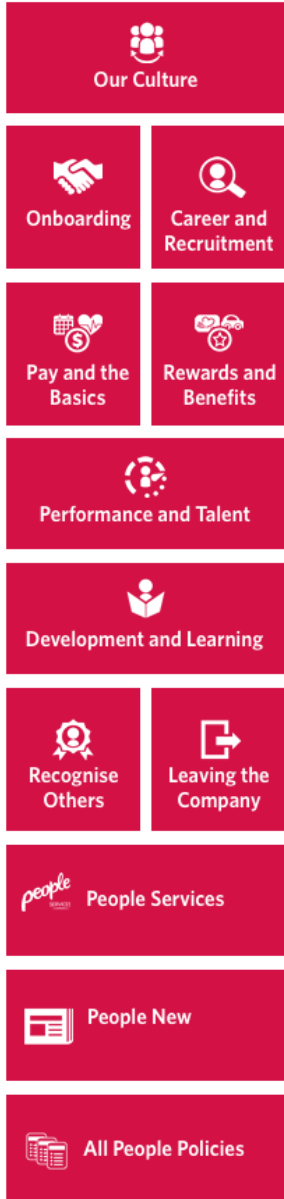 Our Culture
Onboarding
Career and
Recruitment
Pay and the
Basics
Rewards and
Benefits
Performance and Talent
Development and Learning
Recognise
Others
Leaving the
Company
people
People Services
People New
All People Policies